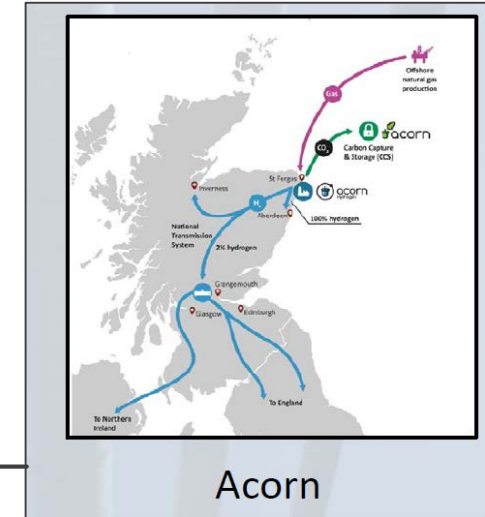 Offshore
natural gas
production
Gas
acorn
CO₂
Carbon Capture
& Storage (CCS)
St Fergus
Inverness
acorn
hydrogen
H₂
Aberdeen
100% hydrogen
National
Transmission
System
2% hydrogen
Grangemouth
Glasgow
Edinburgh
To England
To Northern
Ireland
Acorn